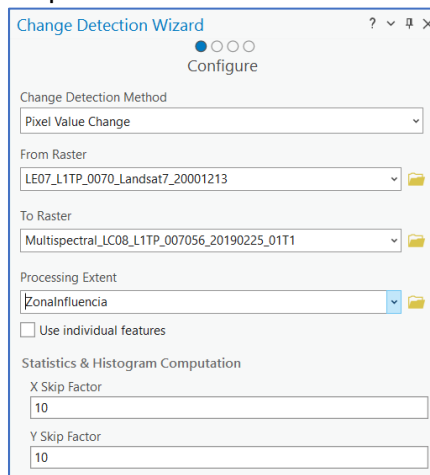 Change Detection Wizard
Configure
Change Detection Method
Pixel Value Change
From Raster
LE07_L1TP_0070_Landsat7_20001213
To Raster
Multispectral_LC08_L1TP_007056_20190225_01T1
Processing Extent
ZonaInfluencia
Use individual features
Statistics & Histogram Computation
X Skip Factor
10
Y Skip Factor
10